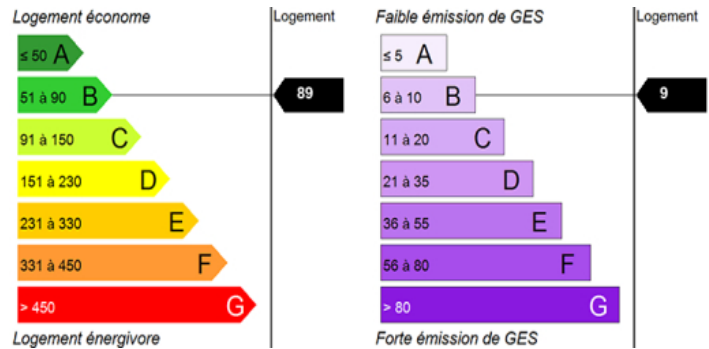 Logement économe
Logement
≤ 50 A
51 à 90 B
89
91 à 150 C
151 à 230 D
231 à 330 E
331 à 450 F
> 450 G
Logement énergivore
Faible émission de GES
Logement
≤ 5 A
6 à 10 B
9
11 à 20 C
21 à 35 D
36 à 55 E
56 à 80 F
> 80 G
Forte émission de GES